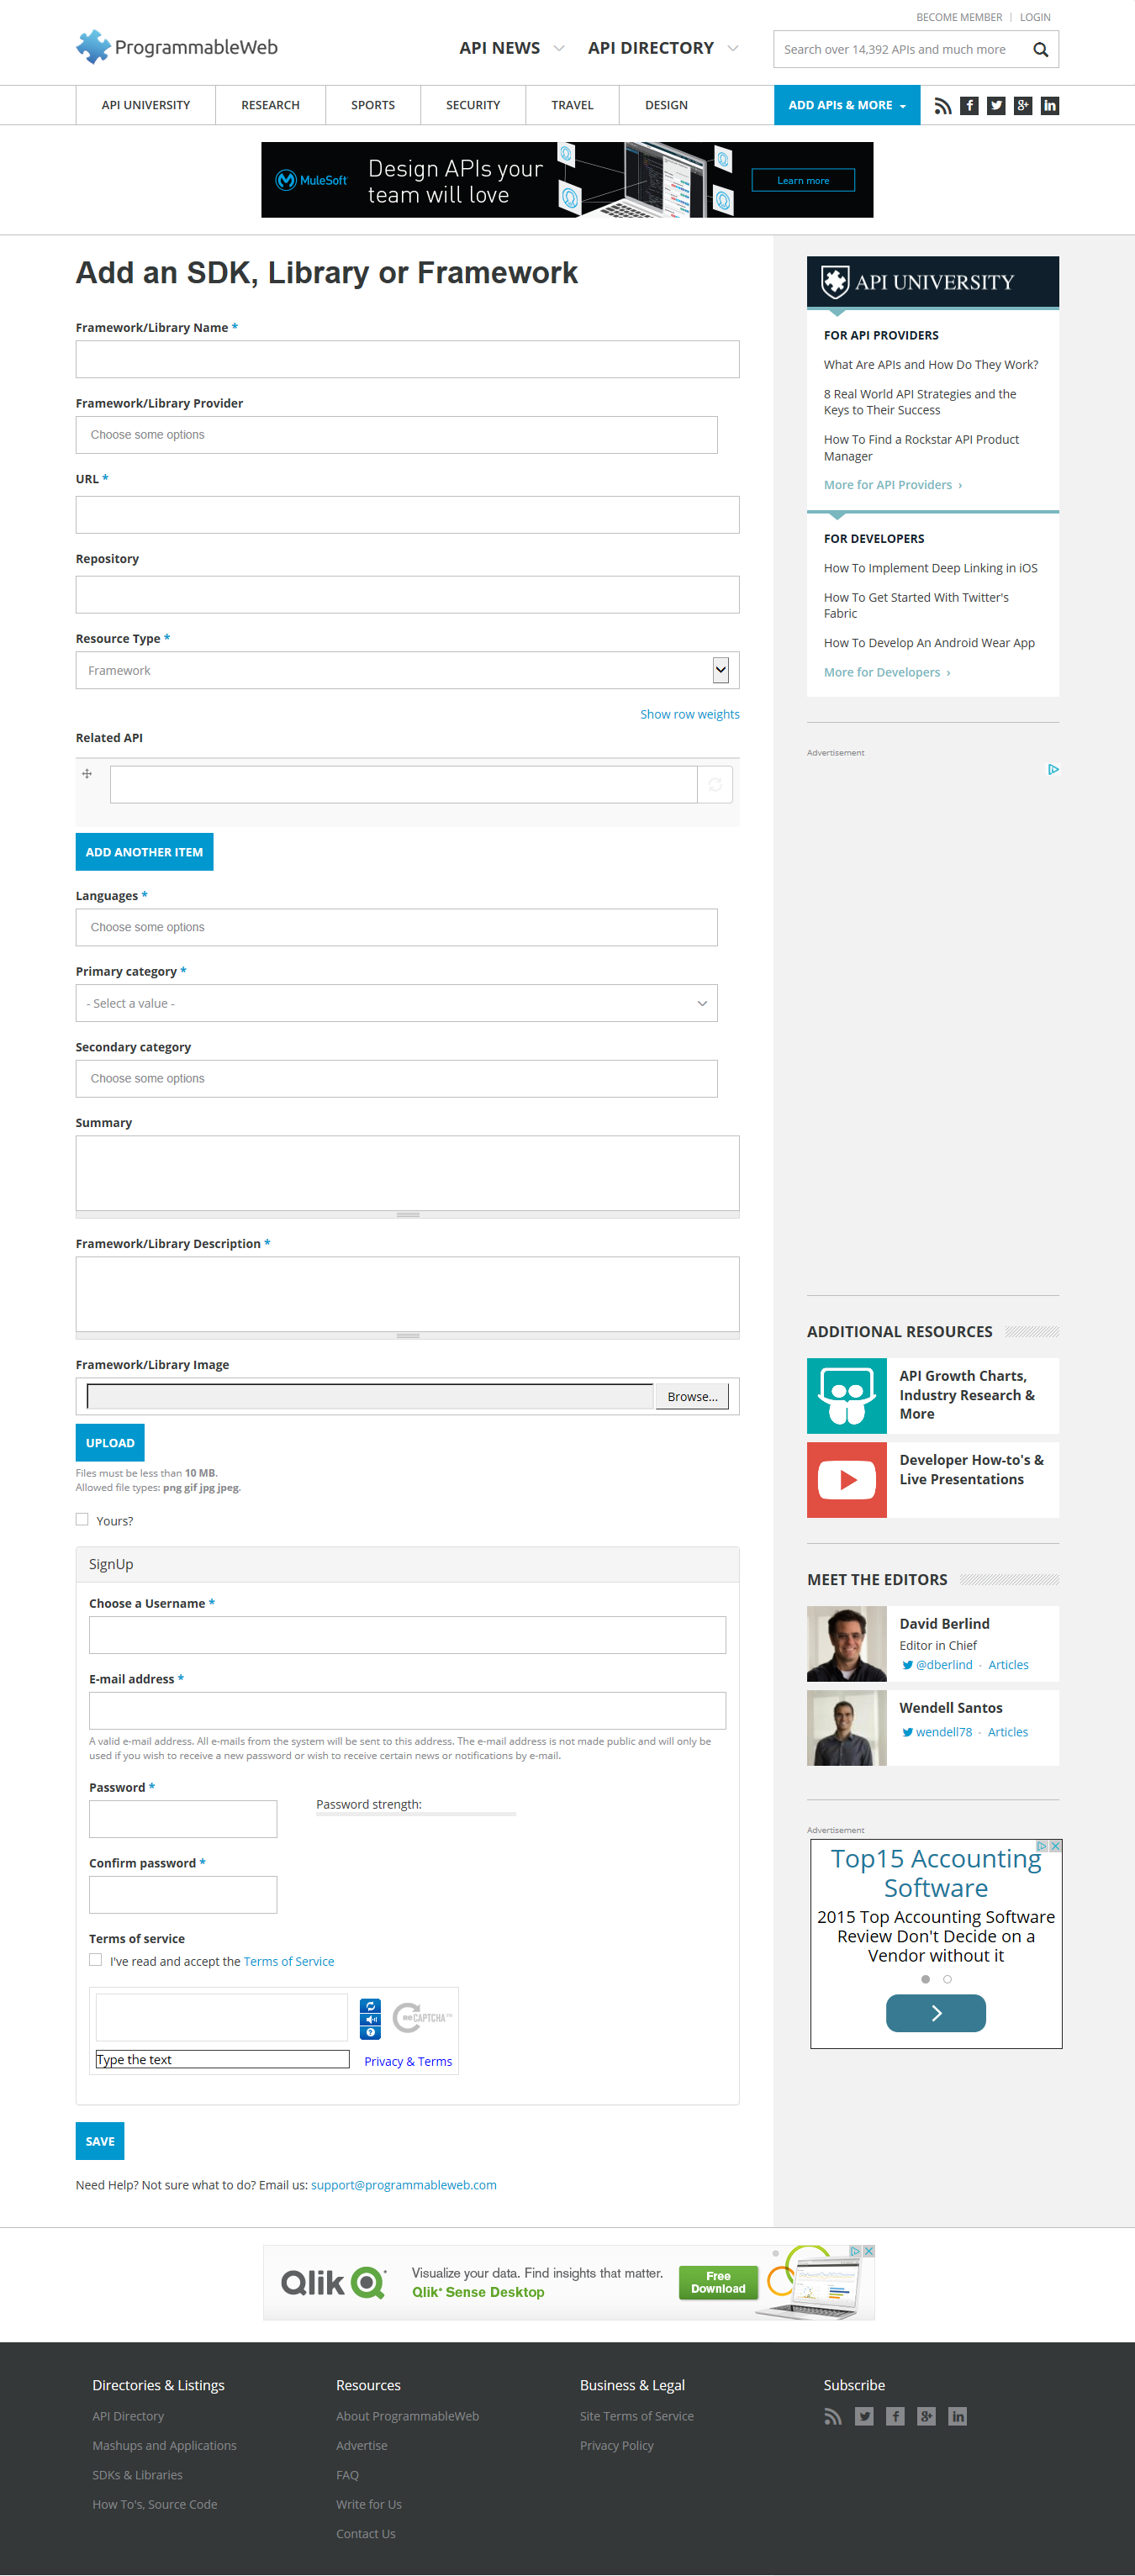 BECOME MEMBER | LOGIN
ProgrammableWeb
API NEWS
API DIRECTORY
Search over 14,392 APIs and much more
API UNIVERSITY
RESEARCH
SPORTS
SECURITY
TRAVEL
DESIGN
ADD APIs & MORE
MuleSoft
Design APIs your
team will love
Learn more
Add an SDK, Library or Framework
Framework/Library Name *
Framework/Library Provider
Choose some options
URL *
Repository
Resource Type *
Framework
Show row weights
Related API
ADD ANOTHER ITEM
Languages *
Choose some options
Primary category *
- Select a value -
Secondary category
Choose some options
Summary
Framework/Library Description *
Framework/Library Image
Browse...
UPLOAD
Files must be less than 10 MB.
Allowed file types: png gif jpg jpeg.
Yours?
SignUp
Choose a Username *
E-mail address *
A valid e-mail address. All e-mails from the system will be sent to this address. The e-mail address is not made public and will only be
used if you wish to receive a new password or wish to receive certain news or notifications by e-mail.
Password *
Password strength:
Confirm password *
Terms of service
I've read and accept the Terms of Service
reCAPTCHA™
Type the text
Privacy & Terms
SAVE
Need Help? Not sure what to do? Email us: support@programmableweb.com
API UNIVERSITY
FOR API PROVIDERS
What Are APIs and How Do They Work?
8 Real World API Strategies and the
Keys to Their Success
How To Find a Rockstar API Product
Manager
More for API Providers ›
FOR DEVELOPERS
How To Implement Deep Linking in iOS
How To Get Started With Twitter's
Fabric
How To Develop An Android Wear App
More for Developers ›
Advertisement
ADDITIONAL RESOURCES
API Growth Charts,
Industry Research &
More
Developer How-to's &
Live Presentations
MEET THE EDITORS
David Berlind
Editor in Chief
@dberlind · Articles
Wendell Santos
wendell78 · Articles
Advertisement
Top15 Accounting
Software
2015 Top Accounting Software
Review Don't Decide on a
Vendor without it
Qlik
Visualize your data. Find insights that matter.
Qlik Sense Desktop
Free
Download
Directories & Listings
API Directory
Mashups and Applications
SDKs & Libraries
How To's, Source Code
Resources
About ProgrammableWeb
Advertise
FAQ
Write for Us
Contact Us
Business & Legal
Site Terms of Service
Privacy Policy
Subscribe